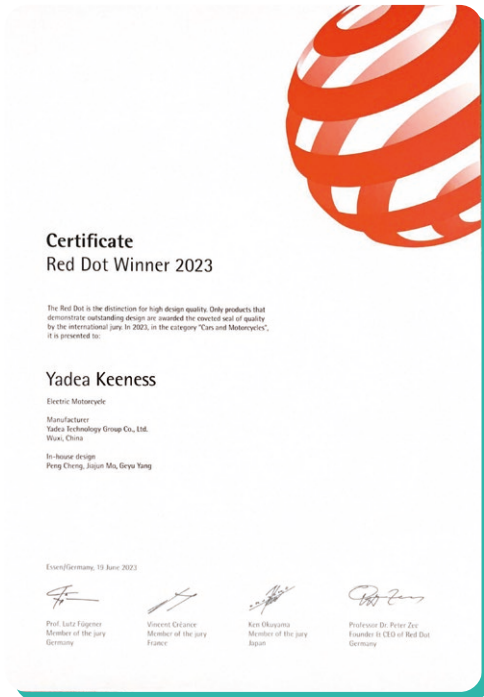 Certificate
Red Dot Winner 2023
The Red Dot is the distinction for high design quality. Only products that
demonstrate outstanding design are awarded the coveted seal of quality
by the international jury. In 2023, in the category "Cars and Motorcycles",
it is presented to:
Yadea Keeness
Electric Motorcycle
Manufacturer
Yadea Technology Group Co., Ltd.
Wuxi, China
In-house design
Peng Cheng, Jiajun Mo, Geyu Yang
Essen/Germany, 19 June 2023
Prof. Lutz Fügener
Member of the jury
Germany
Vincent Créance
Member of the jury
France
Ken Okuyama
Member of the jury
Japan
Professor Dr. Peter Zec
Founder & CEO of Red Dot
Germany